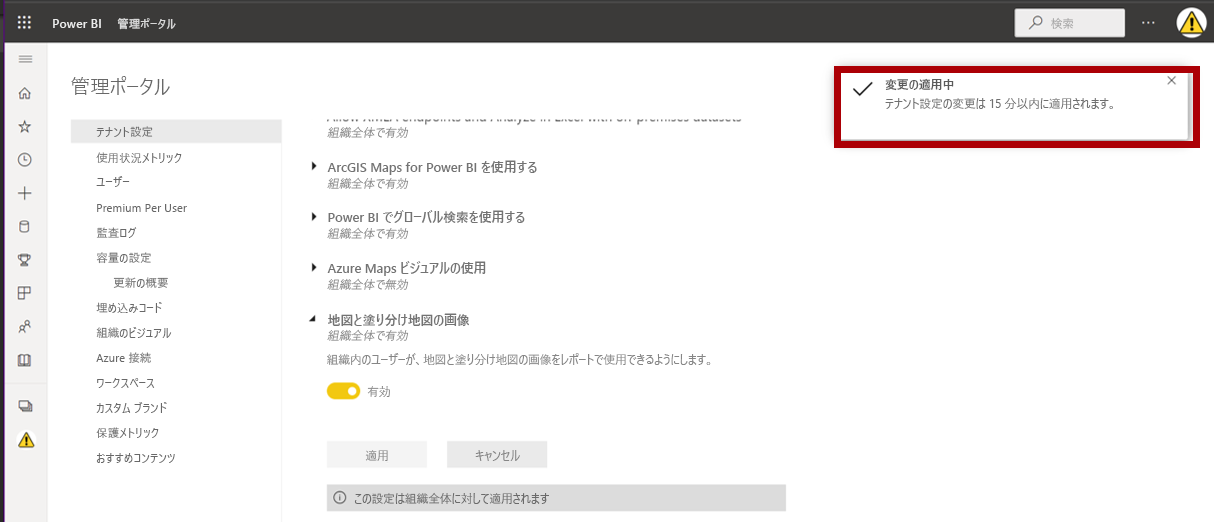 Power BI 管理ポータル
検索
管理ポータル
変更の適用中
テナント設定の変更は 15 分以内に適用されます。
テナント設定
使用状況メトリック
ユーザー
Premium Per User
監査ログ
容量の設定
更新の概要
埋め込みコード
組織のビジュアル
Azure 接続
ワークスペース
カスタム ブランド
保護メトリック
おすすめコンテンツ
Allow XMLA endpoints and Analyze in Excel with on-premises datasets
組織全体で有効
ArcGIS Maps for Power BI を使用する
組織全体で有効
Power BI でグローバル検索を使用する
組織全体で有効
Azure Maps ビジュアルの使用
組織全体で無効
地図と塗り分け地図の画像
組織全体で有効
組織内のユーザーが、地図と塗り分け地図の画像をレポートで使用できるようにします。
有効
適用
キャンセル
この設定は組織全体に対して適用されます